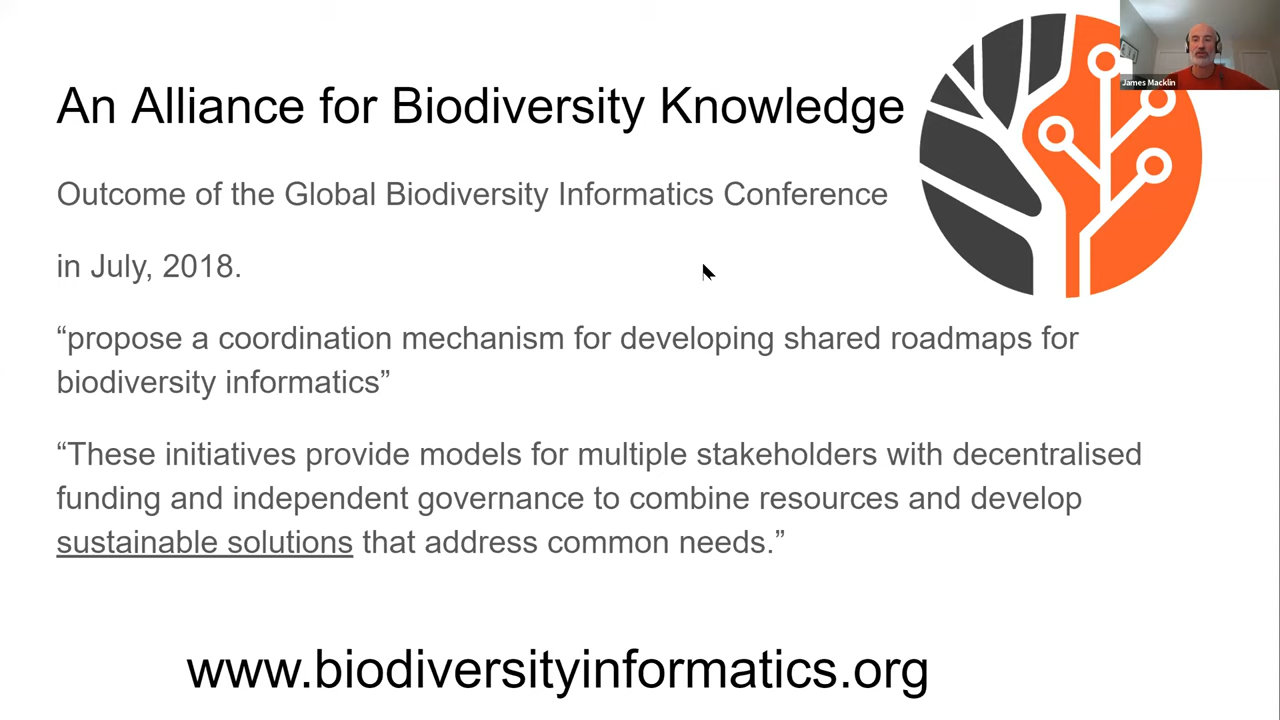 James Macklin
An Alliance for Biodiversity Knowledge
Outcome of the Global Biodiversity Informatics Conference
in July, 2018.
“propose a coordination mechanism for developing shared roadmaps for
biodiversity informatics”
“These initiatives provide models for multiple stakeholders with decentralised
funding and independent governance to combine resources and develop
sustainable solutions that address common needs.”
www.biodiversityinformatics.org